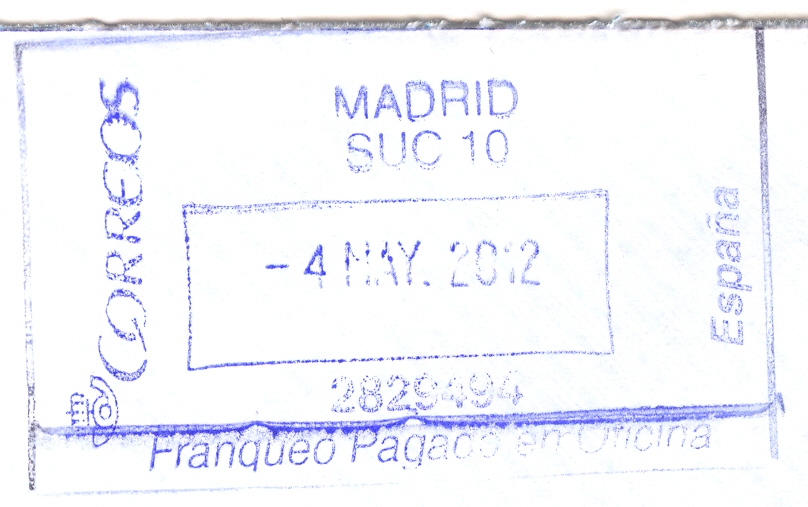 CORREOS
MADRID
SUC 10
- 4 MAY. 2012
España
2829494
Franqueo Pagado en Oficina